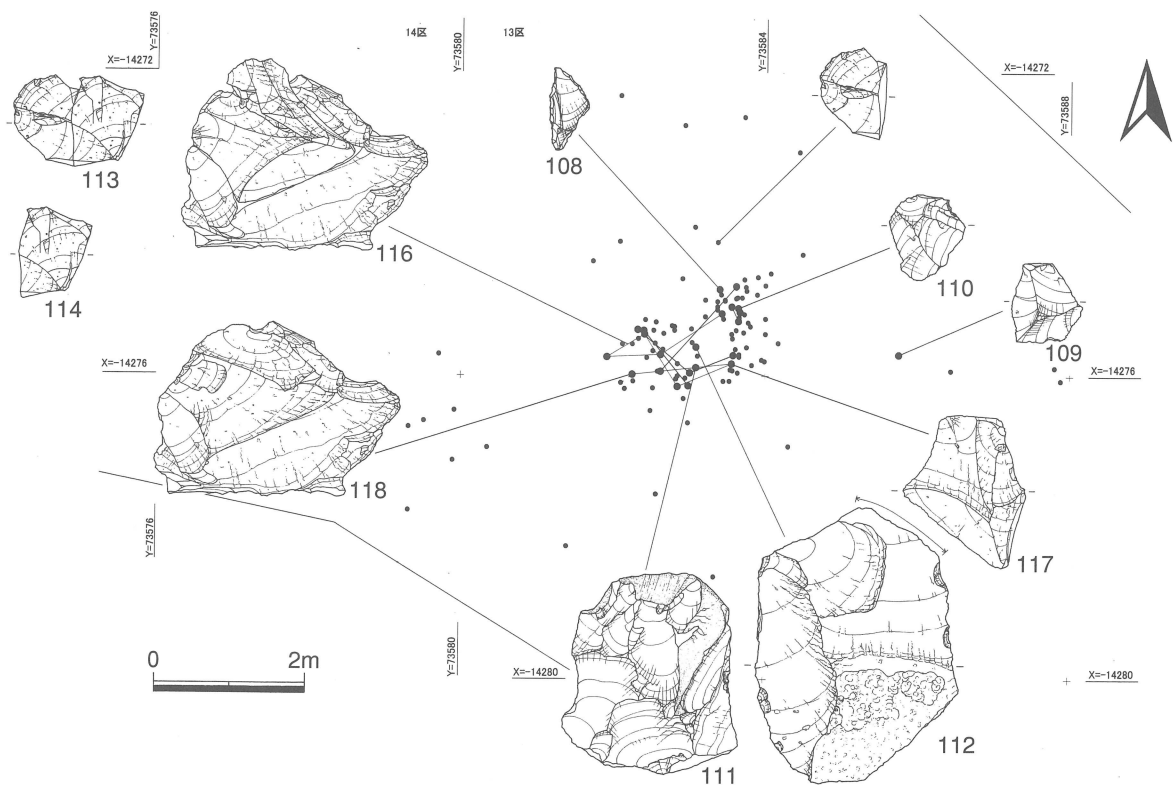 Y=73576
X=-14272
14区
Y=73580
13区
Y=73584
X=-14272
Y=73588
113
108
114
116
110
109
X=-14276
X=-14276
118
117
Y=73576
Y=73580
X=-14280
X=-14280
0 2m
111
112